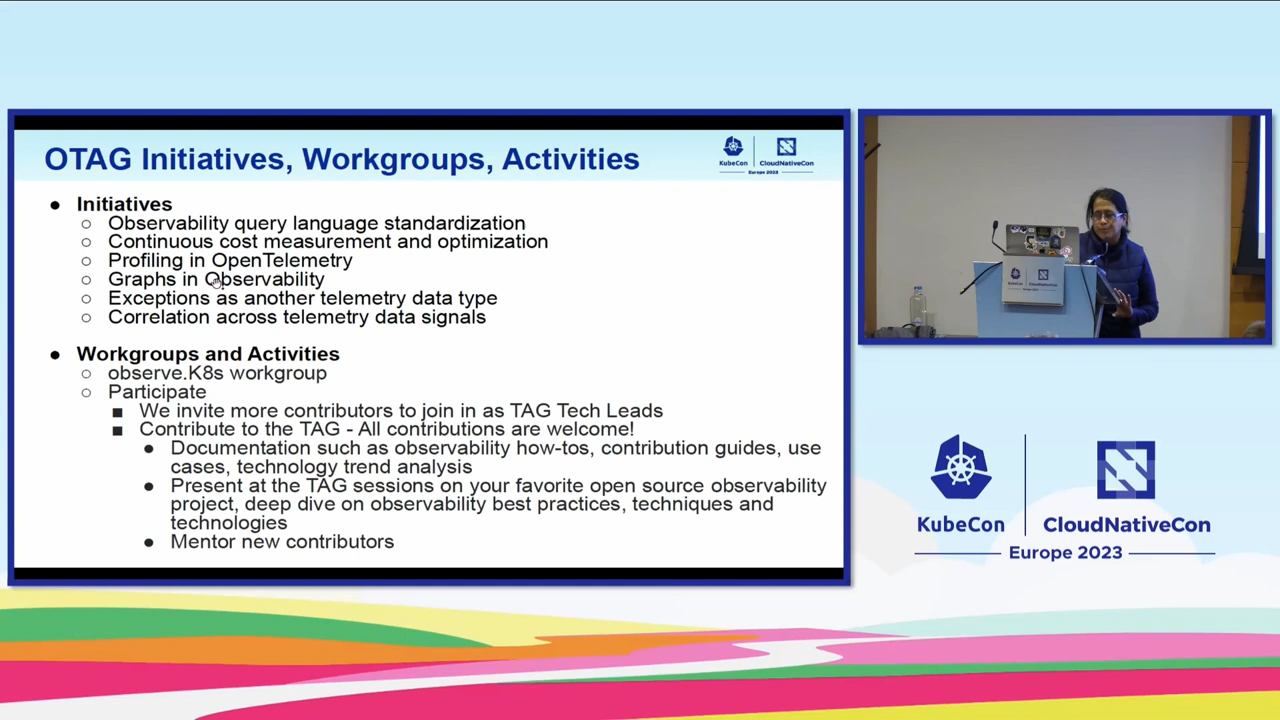 OTAG Initiatives, Workgroups, Activities
KubeCon
CloudNativeCon
Europe 2023
● Initiatives
○ Observability query language standardization
○ Continuous cost measurement and optimization
○ Profiling in OpenTelemetry
○ Graphs in Observability
○ Exceptions as another telemetry data type
○ Correlation across telemetry data signals
● Workgroups and Activities
○ observe.K8s workgroup
○ Participate
■ We invite more contributors to join in as TAG Tech Leads
■ Contribute to the TAG - All contributions are welcome!
● Documentation such as observability how-tos, contribution guides, use
cases, technology trend analysis
● Present at the TAG sessions on your favorite open source observability
project, deep dive on observability best practices, techniques and
technologies
● Mentor new contributors
KubeCon
CloudNativeCon
Europe 2023